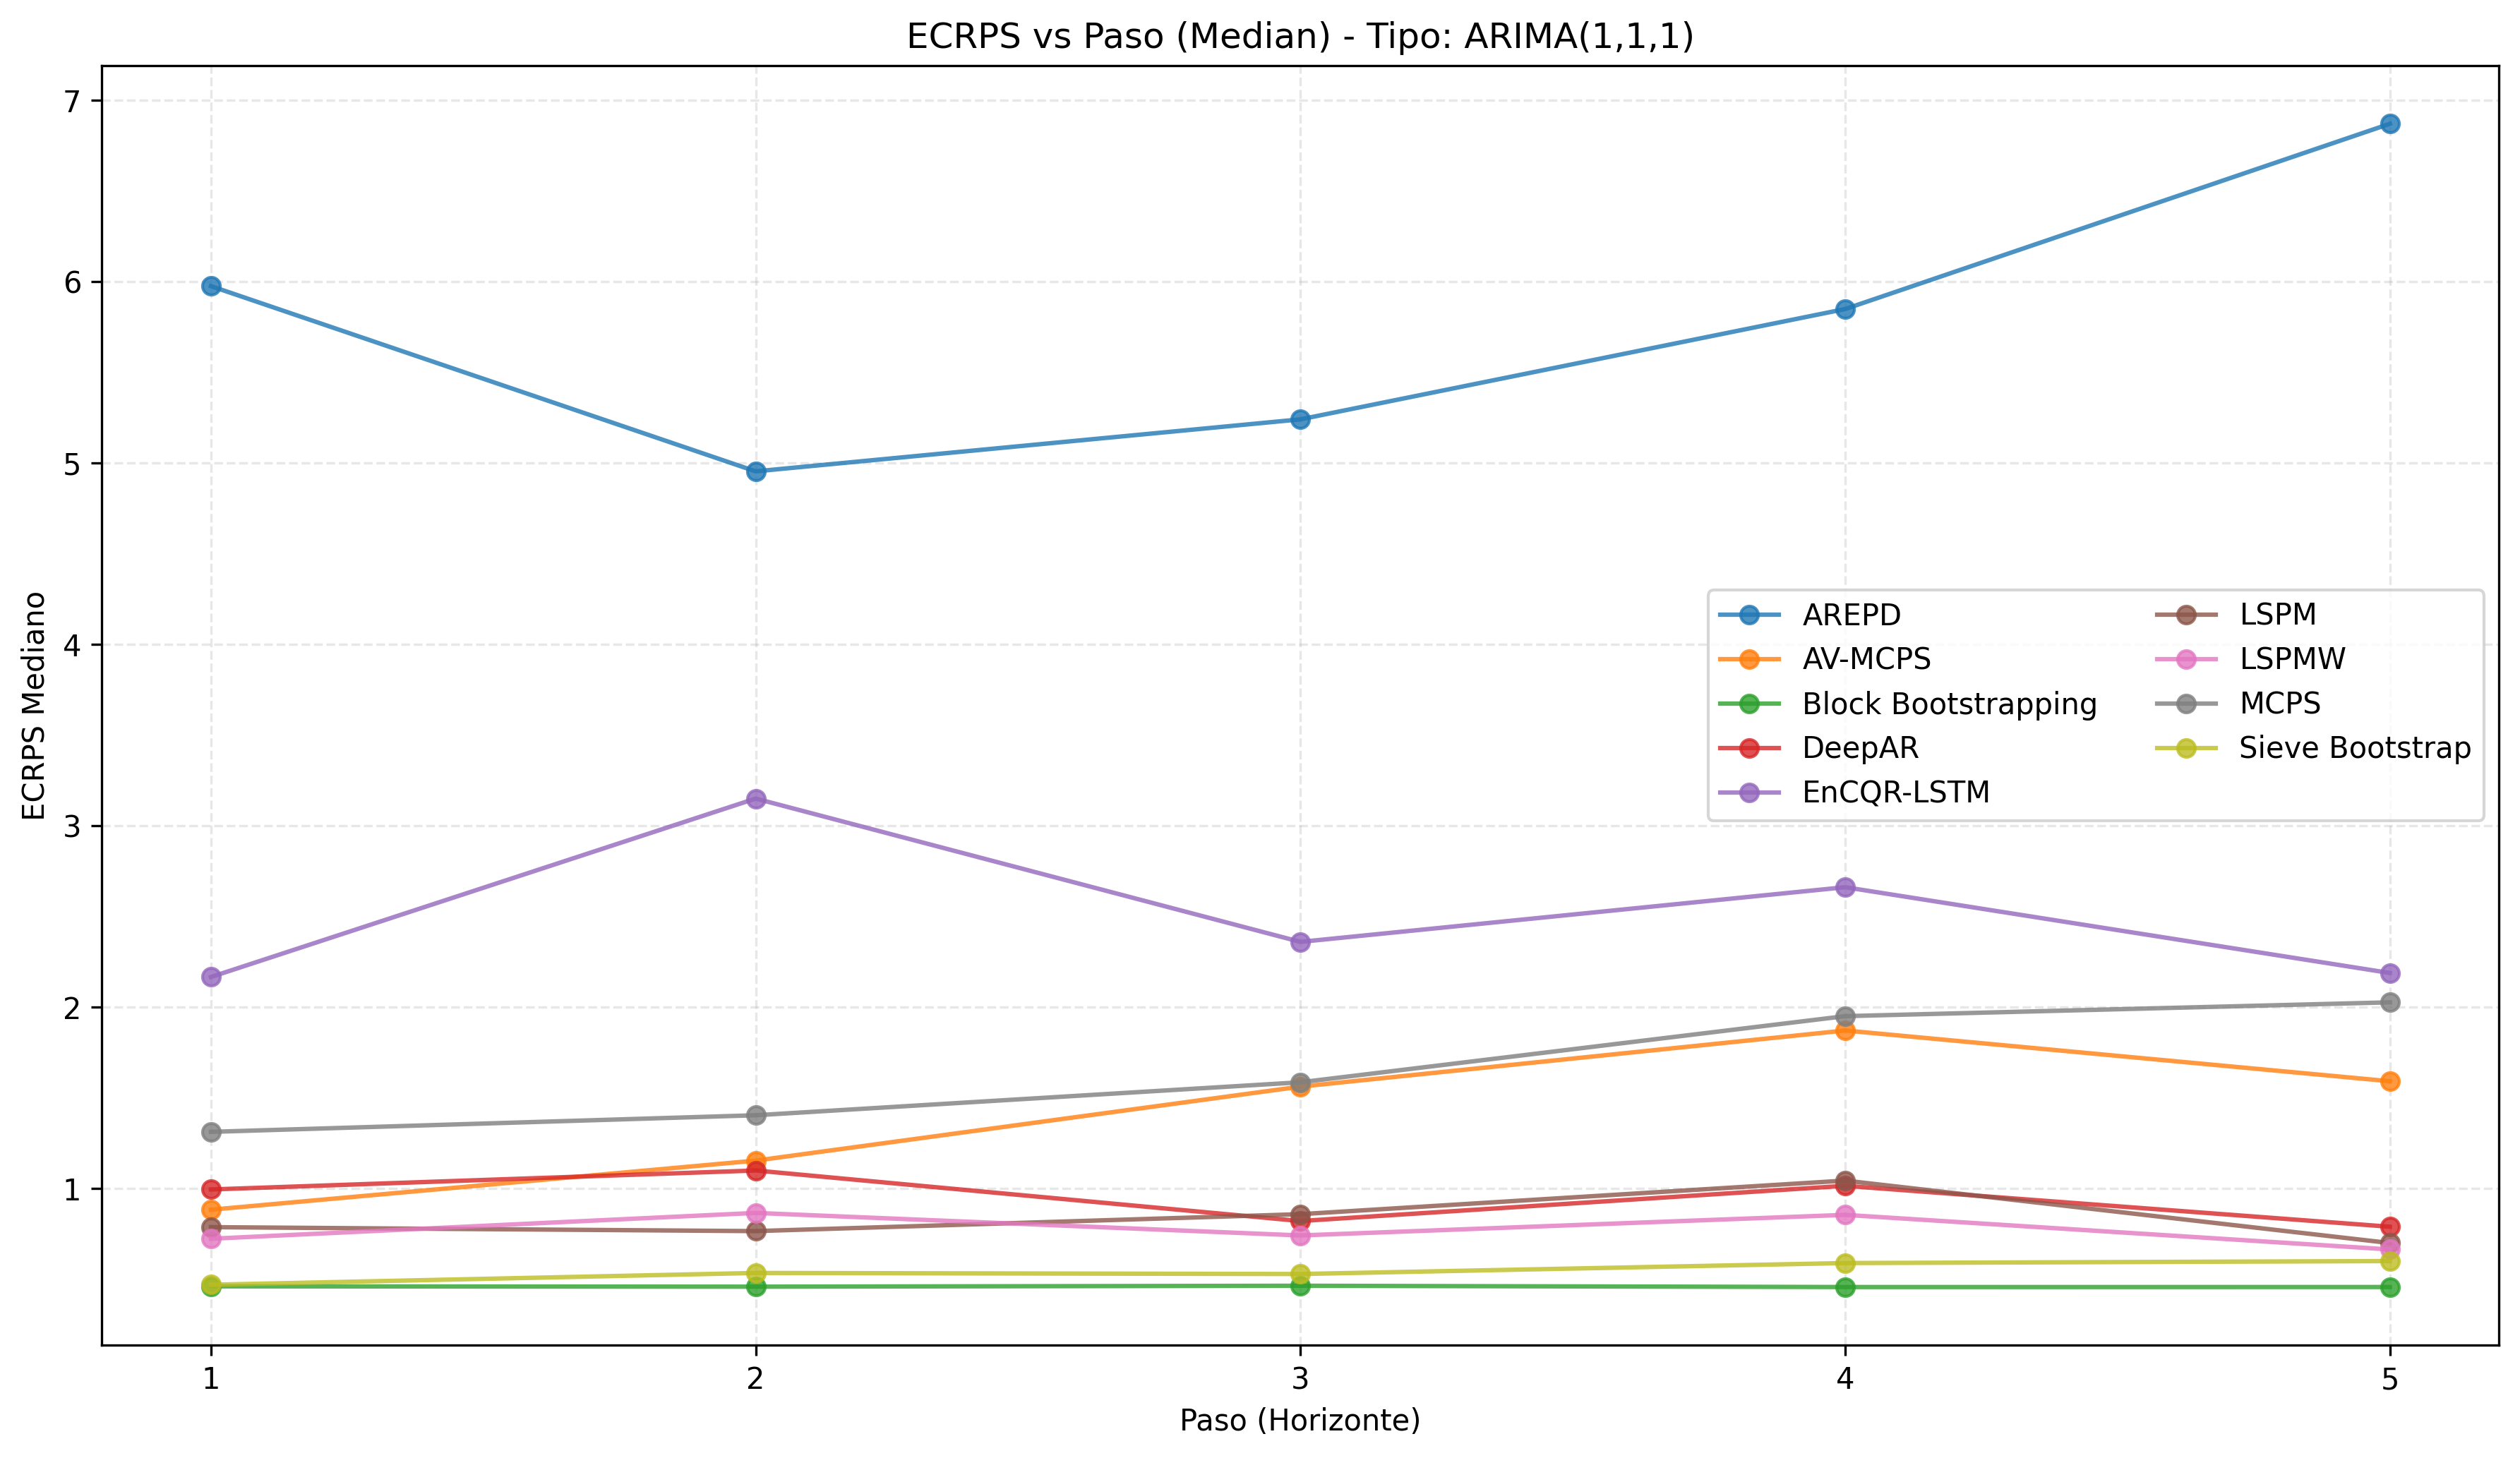 ECRPS vs Paso (Median) - Tipo: ARIMA(1,1,1)
ECRPS Mediano
7
6
5
4
3
2
1
AREPD
AV-MCPS
Block Bootstrapping
DeepAR
EnCQR-LSTM
LSPM
LSPMW
MCPS
Sieve Bootstrap
1 2 3 4 5
Paso (Horizonte)